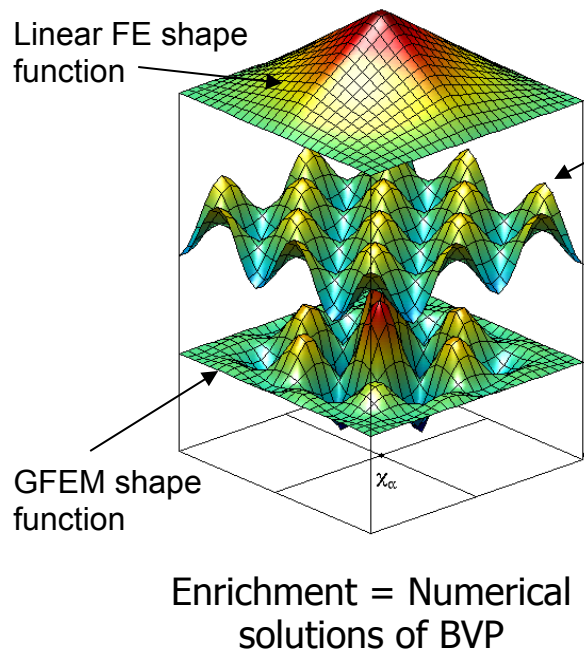 Linear FE shape
function
GFEM shape
function
χα
Enrichment = Numerical
solutions of BVP